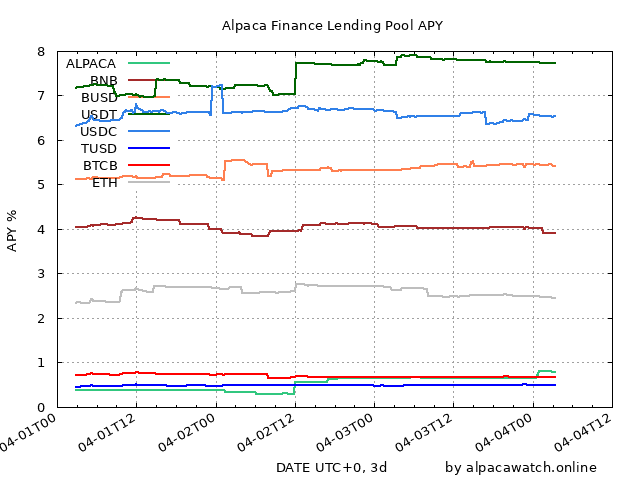 Alpaca Finance Lending Pool APY
8
7
6
5
4
3
2
1
0
APY %
ALPACA
BNB
BUSD
USDT
USDC
TUSD
BTCB
ETH
04-01T00
04-01T12
04-02T00
04-02T12
04-03T00
04-03T12
04-04T00
04-04T12
DATE UTC+0, 3d
by alpacawatch.online